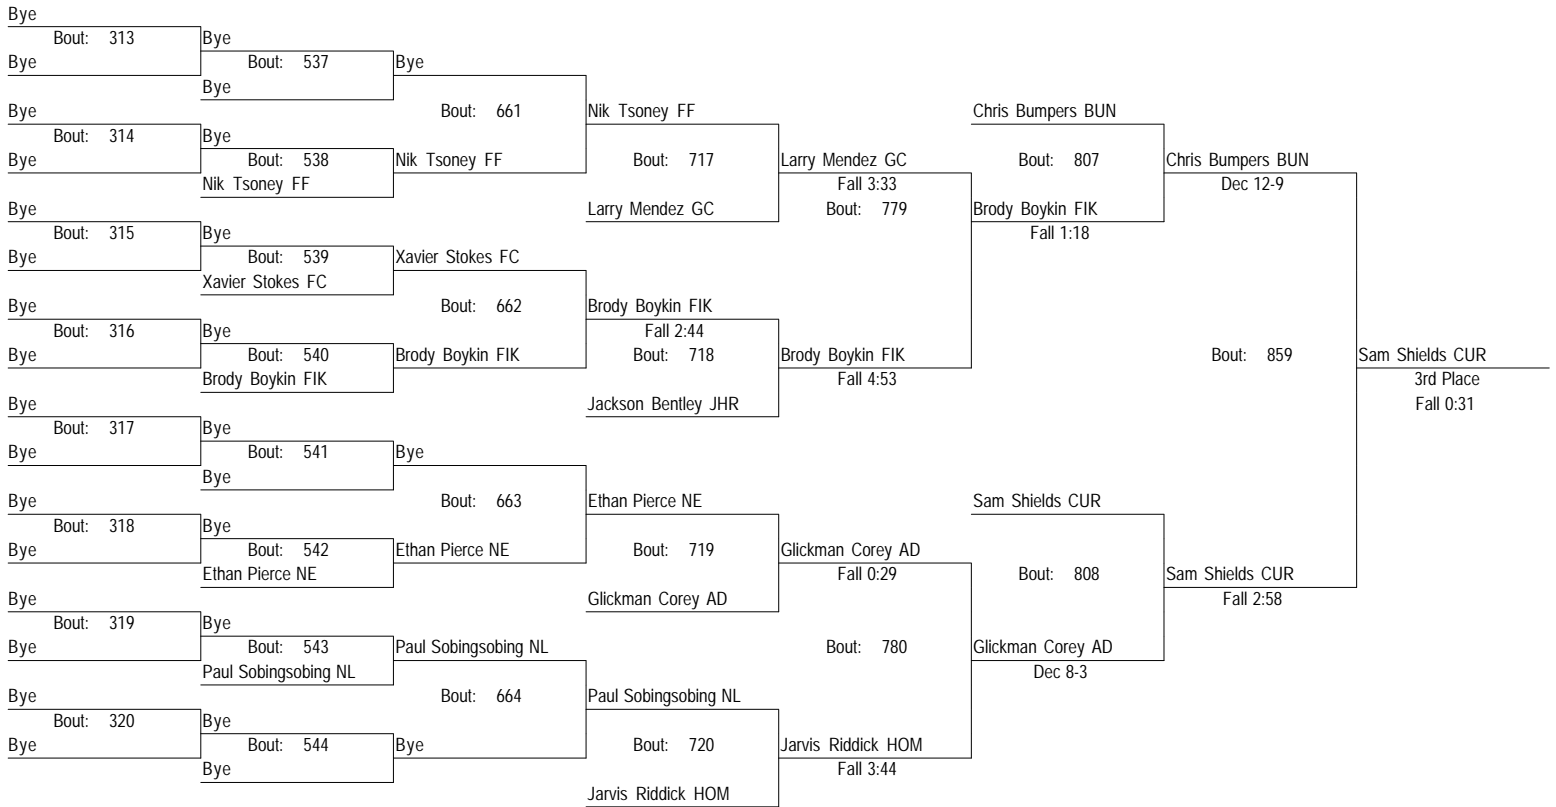 Bye
Bout: 313 Bye
Bye Bout: 537 Bye
Bye
Bye Bout: 661 Nik Tsoney FF Chris Bumpers BUN
Bout: 314 Bye
Bye Bout: 538 Nik Tsoney FF Bout: 717 Larry Mendez GC Bout: 807 Chris Bumpers BUN
Nik Tsoney FF Fall 3:33 Dec 12-9
Bye Larry Mendez GC Bout: 779 Brody Boykin FIK
Bout: 315 Bye Fall 1:18
Bye Bout: 539 Xavier Stokes FC
Xavier Stokes FC
Bye Bout: 662 Brody Boykin FIK
Bout: 316 Bye Fall 2:44
Bye Bout: 540 Brody Boykin FIK Bout: 718 Brody Boykin FIK Bout: 859 Sam Shields CUR
Brody Boykin FIK Fall 4:53 3rd Place
Bye Jackson Bentley JHR Fall 0:31
Bout: 317 Bye
Bye Bout: 541 Bye
Bye
Bye Bout: 663 Ethan Pierce NE Sam Shields CUR
Bout: 318 Bye
Bye Bout: 542 Ethan Pierce NE Bout: 719 Glickman Corey AD
Ethan Pierce NE Fall 0:29 Bout: 808 Sam Shields CUR
Bye Glickman Corey AD Fall 2:58
Bout: 319 Bye
Bye Bout: 543 Paul Sobingsobing NL Bout: 780 Glickman Corey AD
Paul Sobingsobing NL Dec 8-3
Bye Bout: 664 Paul Sobingsobing NL
Bout: 320 Bye
Bye Bout: 544 Bye Bout: 720 Jarvis Riddick HOM
Bye Fall 3:44
Jarvis Riddick HOM